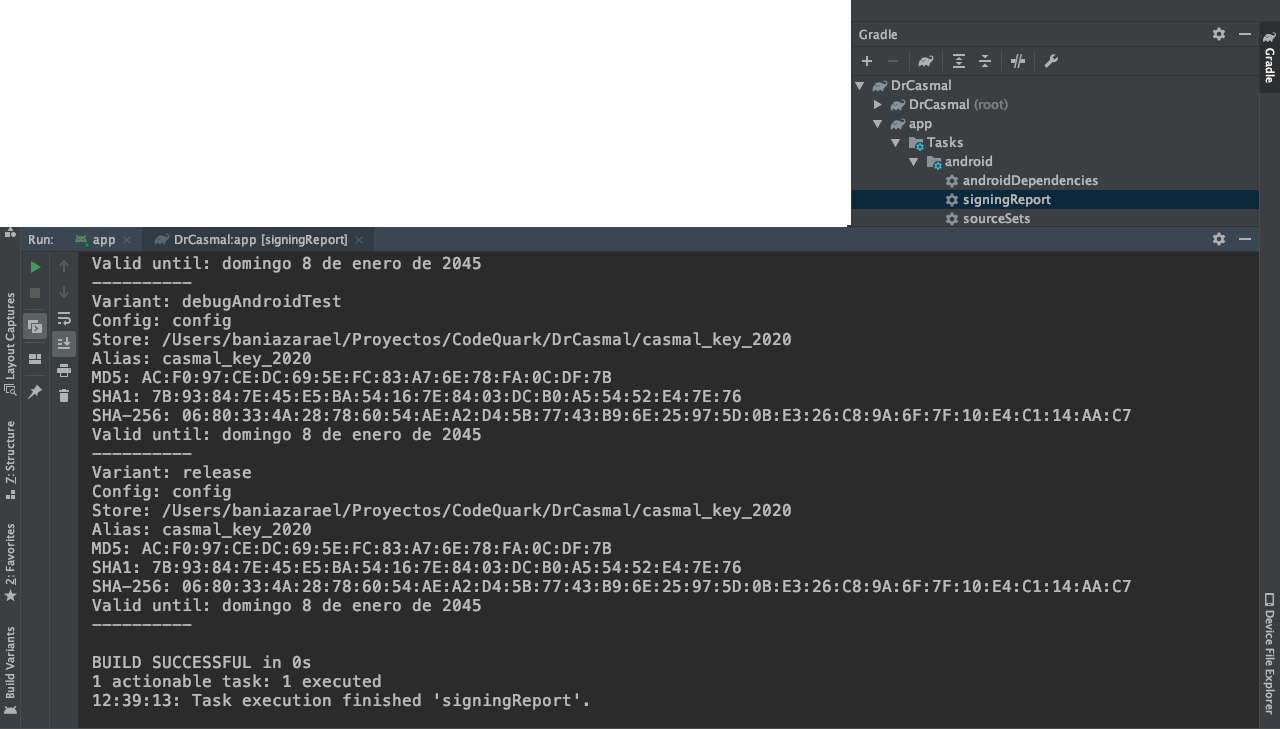 Gradle
DrCasmal
DrCasmal (root)
app
Tasks
android
androidDependencies
signingReport
sourceSets
Gradle
Run: app DrCasmal:app [signingReport]
Valid until: domingo 8 de enero de 2045
----------
Variant: debugAndroidTest
Config: config
Store: /Users/baniazarael/Proyectos/CodeQuark/DrCasmal/casmal_key_2020
Alias: casmal_key_2020
MD5: AC:F0:97:CE:DC:69:5E:FC:83:A7:6E:78:FA:0C:DF:7B
SHA1: 7B:93:84:7E:45:E5:BA:54:16:7E:84:03:DC:B0:A5:54:52:E4:7E:76
SHA-256: 06:80:33:4A:28:78:60:54:AE:A2:D4:5B:77:43:B9:6E:25:97:5D:0B:E3:26:C8:9A:6F:7F:10:E4:C1:14:AA:C7
Valid until: domingo 8 de enero de 2045
----------
Variant: release
Config: config
Store: /Users/baniazarael/Proyectos/CodeQuark/DrCasmal/casmal_key_2020
Alias: casmal_key_2020
MD5: AC:F0:97:CE:DC:69:5E:FC:83:A7:6E:78:FA:0C:DF:7B
SHA1: 7B:93:84:7E:45:E5:BA:54:16:7E:84:03:DC:B0:A5:54:52:E4:7E:76
SHA-256: 06:80:33:4A:28:78:60:54:AE:A2:D4:5B:77:43:B9:6E:25:97:5D:0B:E3:26:C8:9A:6F:7F:10:E4:C1:14:AA:C7
Valid until: domingo 8 de enero de 2045
----------
BUILD SUCCESSFUL in 0s
1 actionable task: 1 executed
12:39:13: Task execution finished 'signingReport'.
Layout Captures
Z: Structure
2: Favorites
Build Variants
Device File Explorer